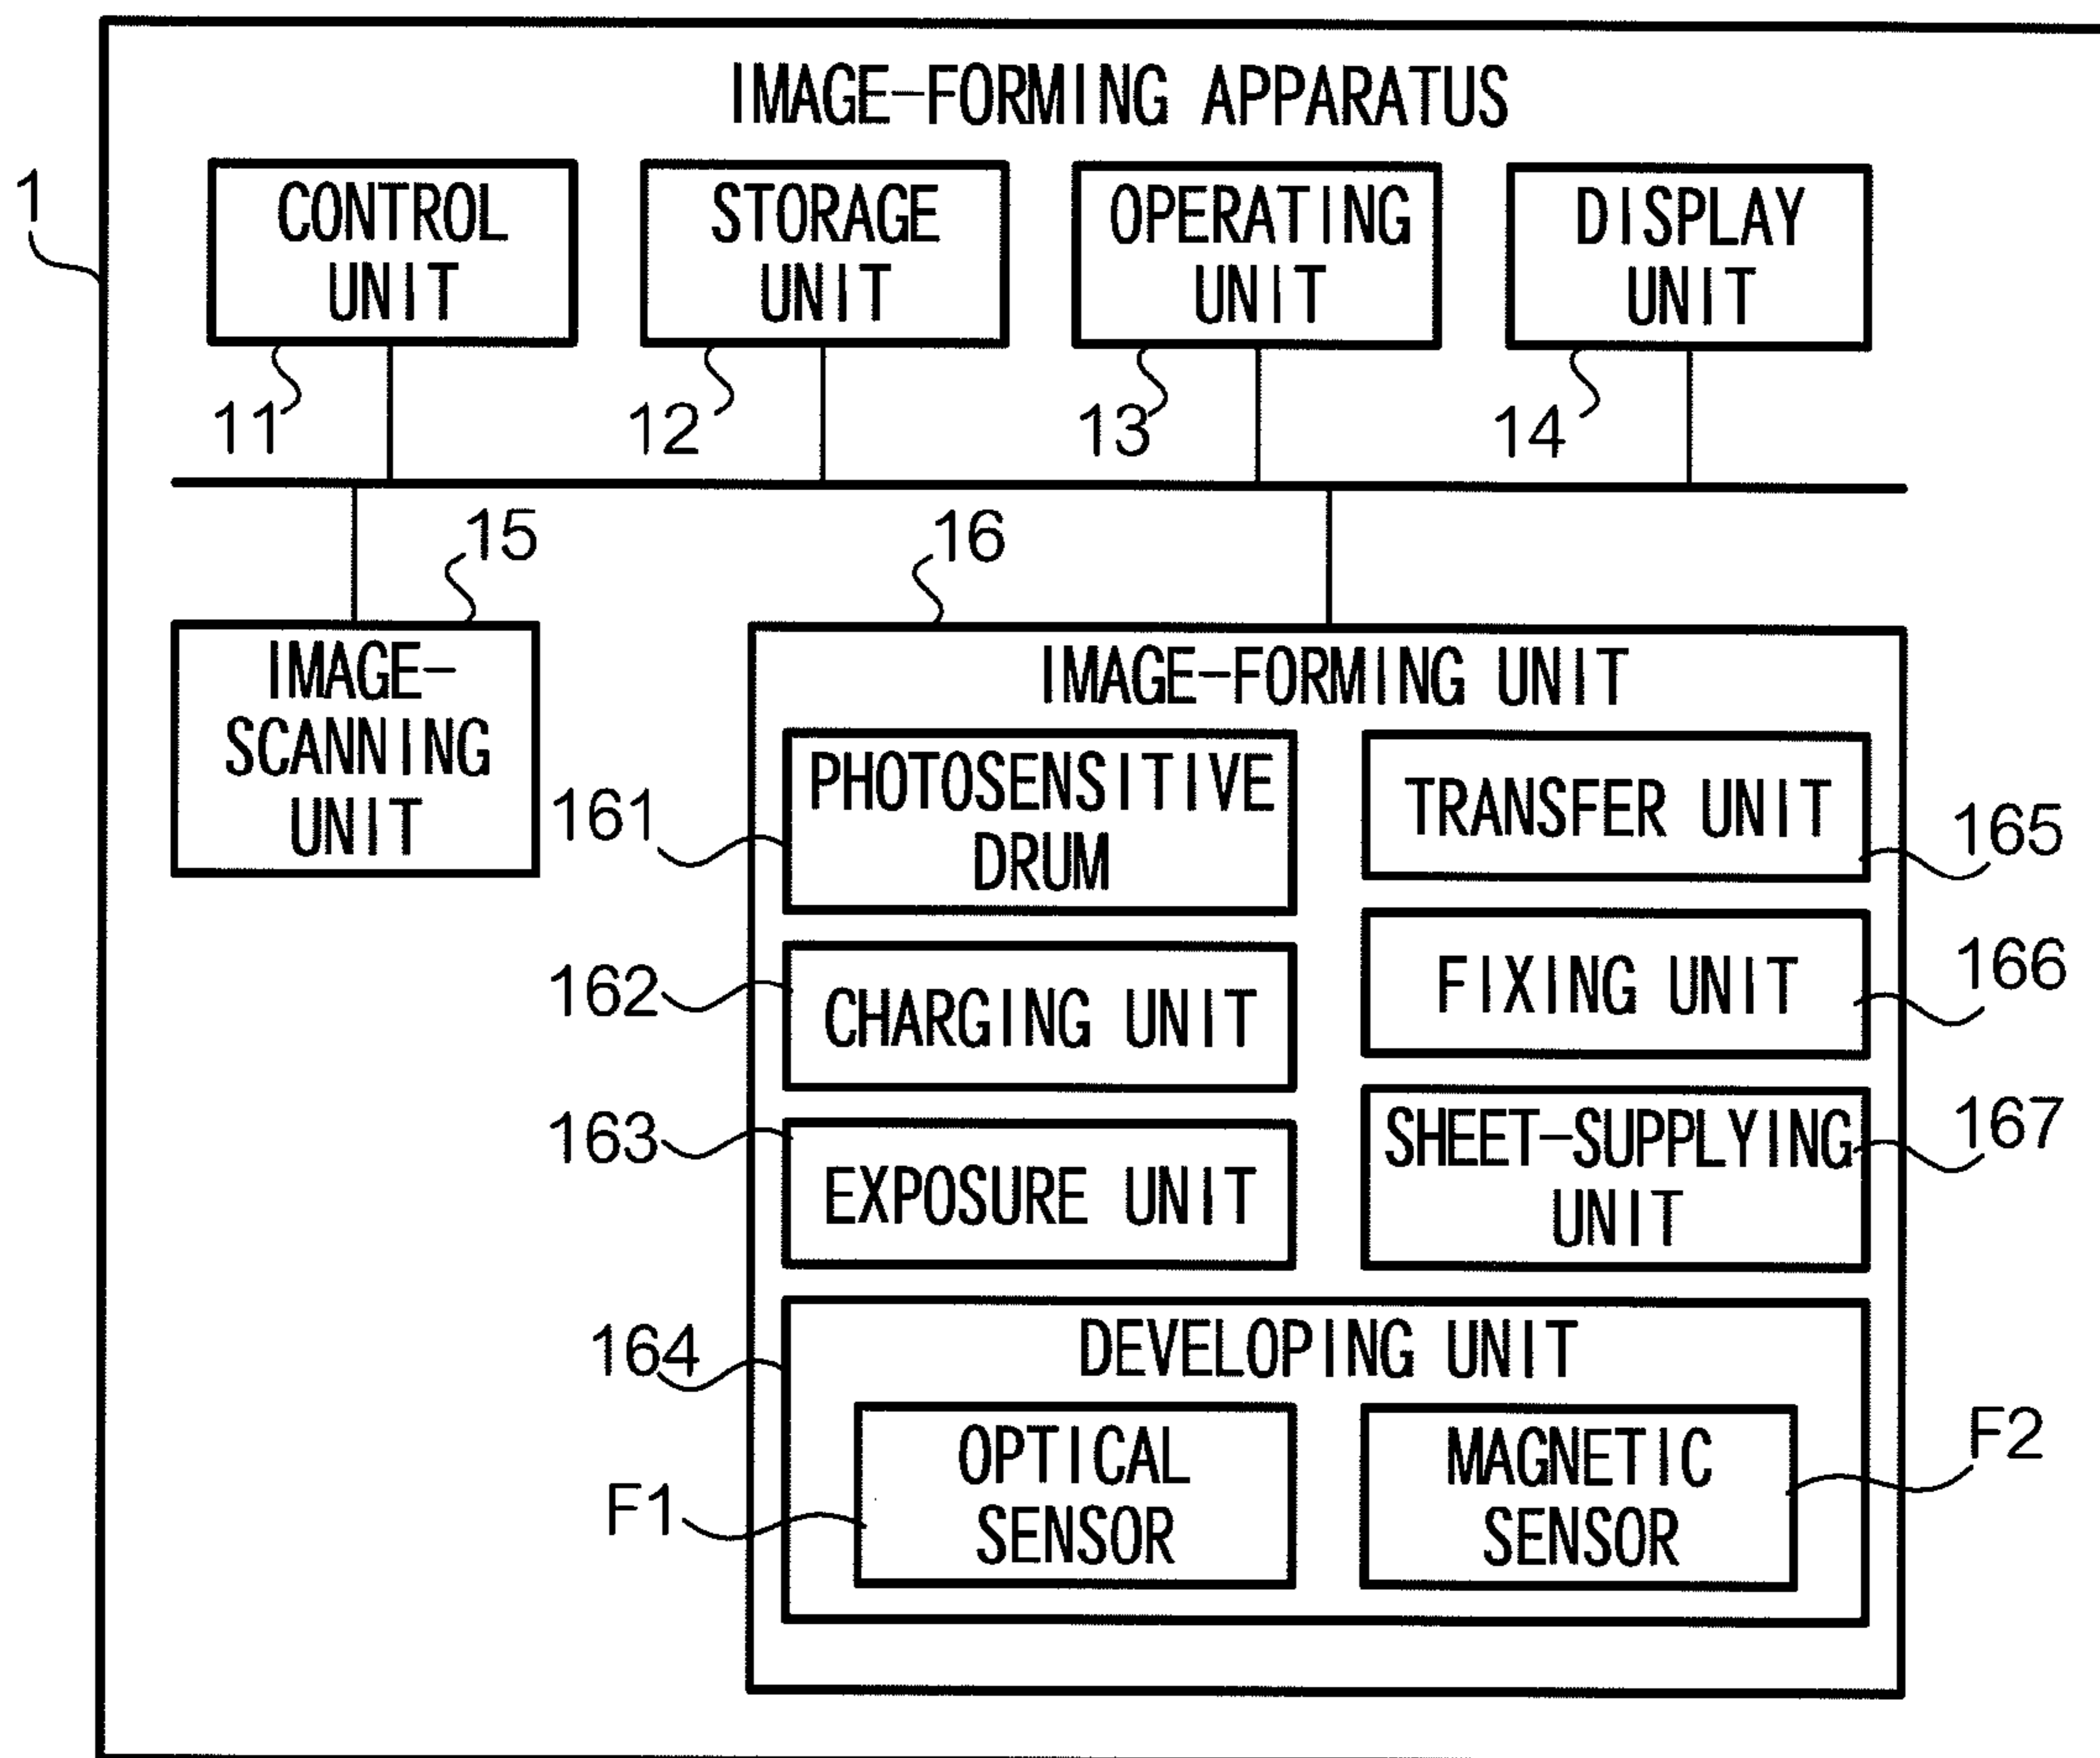 IMAGE-FORMING APPARATUS
1
CONTROL
UNIT
STORAGE
UNIT
OPERATING
UNIT
DISPLAY
UNIT
11
12
13
14
15
16
IMAGE-
SCANNING
UNIT
IMAGE-FORMING UNIT
161
PHOTOSENSITIVE
DRUM
TRANSFER UNIT
165
162
CHARGING UNIT
FIXING UNIT
166
163
EXPOSURE UNIT
SHEET-SUPPLYING
UNIT
167
164
DEVELOPING UNIT
F1
OPTICAL
SENSOR
MAGNETIC
SENSOR
F2